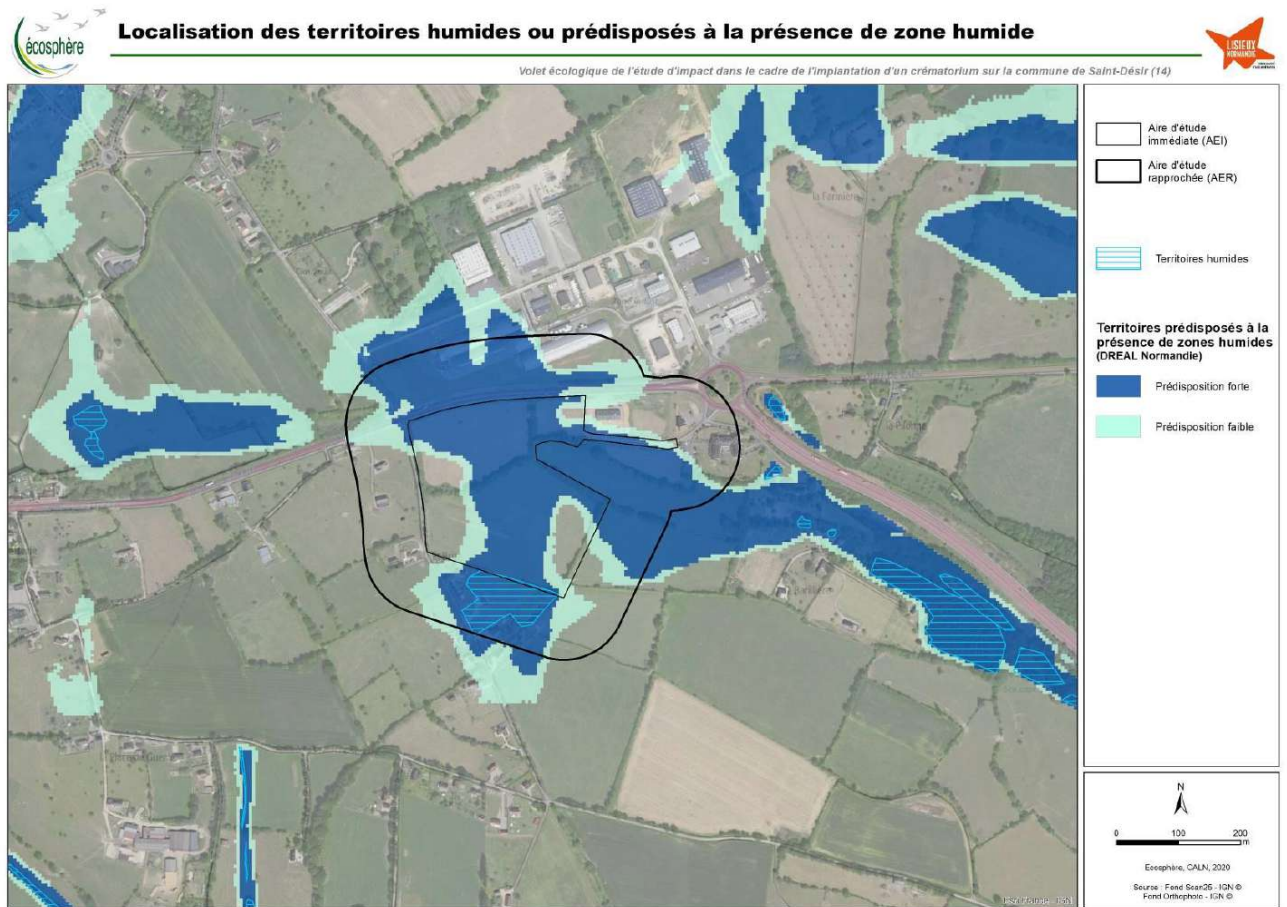 écosphère
Localisation des territoires humides ou prédisposés à la présence de zone humide
LISIEUX
NORMANDIE
Volet écologique de l'étude d'impact dans le cadre de l'implantation d'un crématorium sur la commune de Saint-Désir (14)
Aire d'étude
immédiate (AEI)
Aire d'étude
rapprochée (AER)
Territoires humides
Territoires prédisposés à la
présence de zones humides
(DREAL Normandie)
Prédisposition forte
Prédisposition faible
N
0 100 200
m
Ecosphère, CALN, 2020
Source : Fond Scan25 - IGN ©
Fond Orthophoto - IGN ©